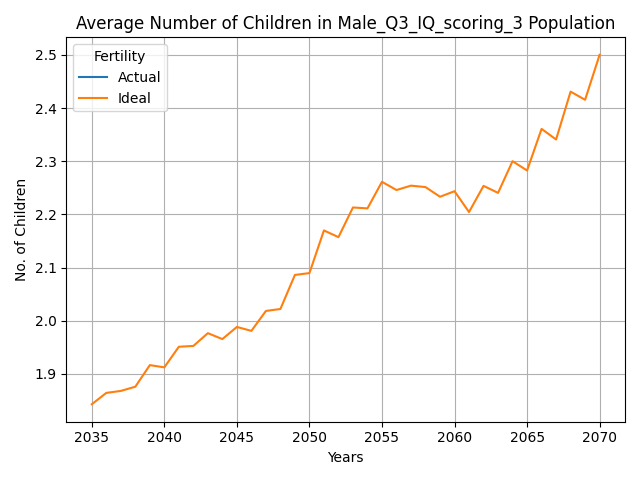 Average Number of Children in Male_Q3_IQ_scoring_3 Population
Fertility
Actual
Ideal
No. of Children
2.5
2.4
2.3
2.2
2.1
2.0
1.9
2035 2040 2045 2050 2055 2060 2065 2070
Years